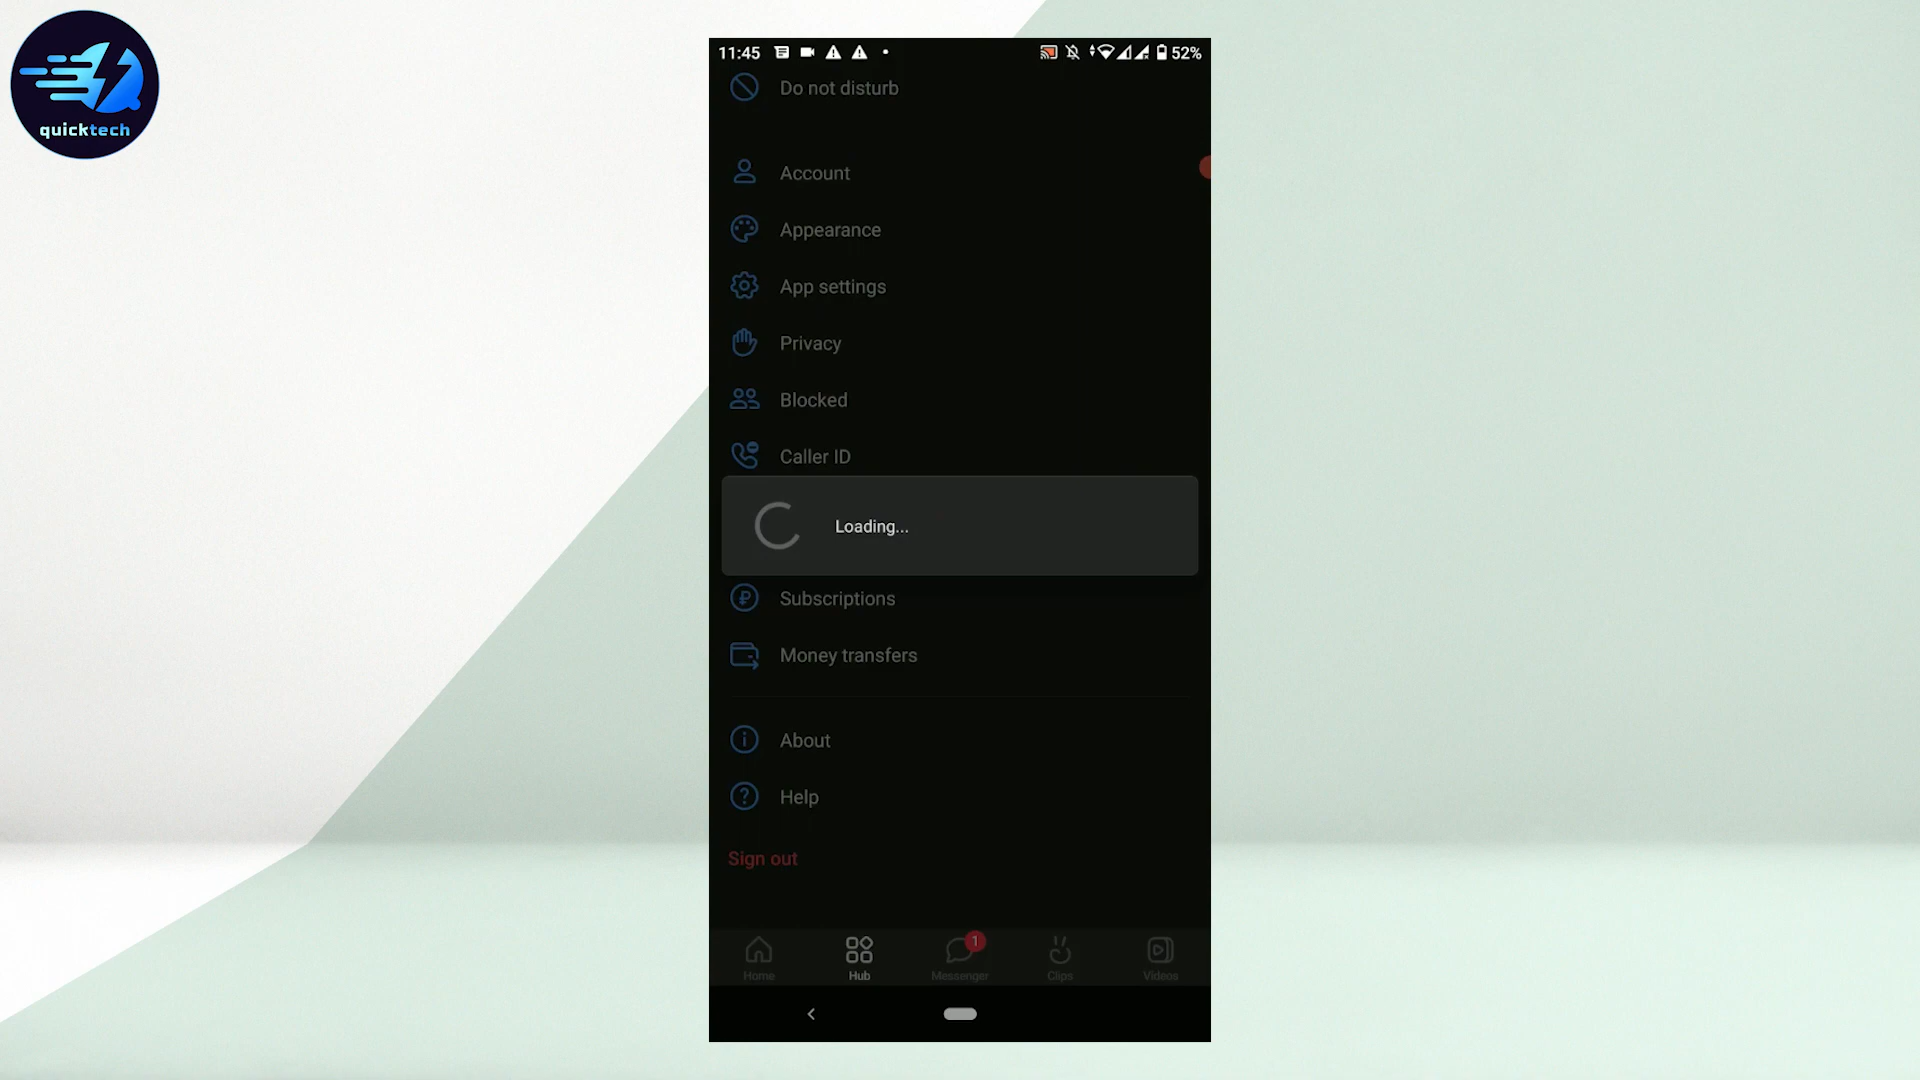 quicktech
11:45
52%
Do not disturb
Account
Appearance
App settings
Privacy
Blocked
Caller ID
Loading...
Subscriptions
Money transfers
About
Help
Sign out
1
Home
Hub
Messenger
Clips
Videos